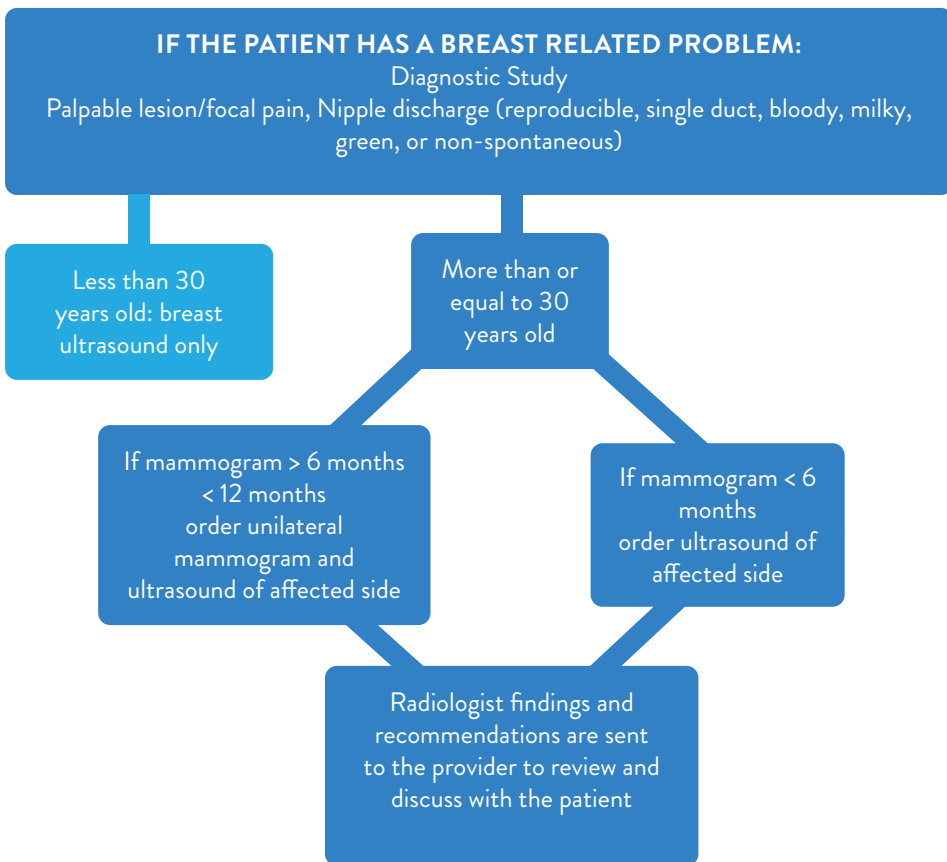 IF THE PATIENT HAS A BREAST RELATED PROBLEM:
Diagnostic Study
Palpable lesion/focal pain, Nipple discharge (reproducible, single duct, bloody, milky,
green, or non-spontaneous)
Less than 30
years old: breast
ultrasound only
More than or
equal to 30
years old
If mammogram > 6 months
< 12 months
order unilateral
mammogram and
ultrasound of affected side
If mammogram < 6
months
order ultrasound of
affected side
Radiologist findings and
recommendations are sent
to the provider to review and
discuss with the patient